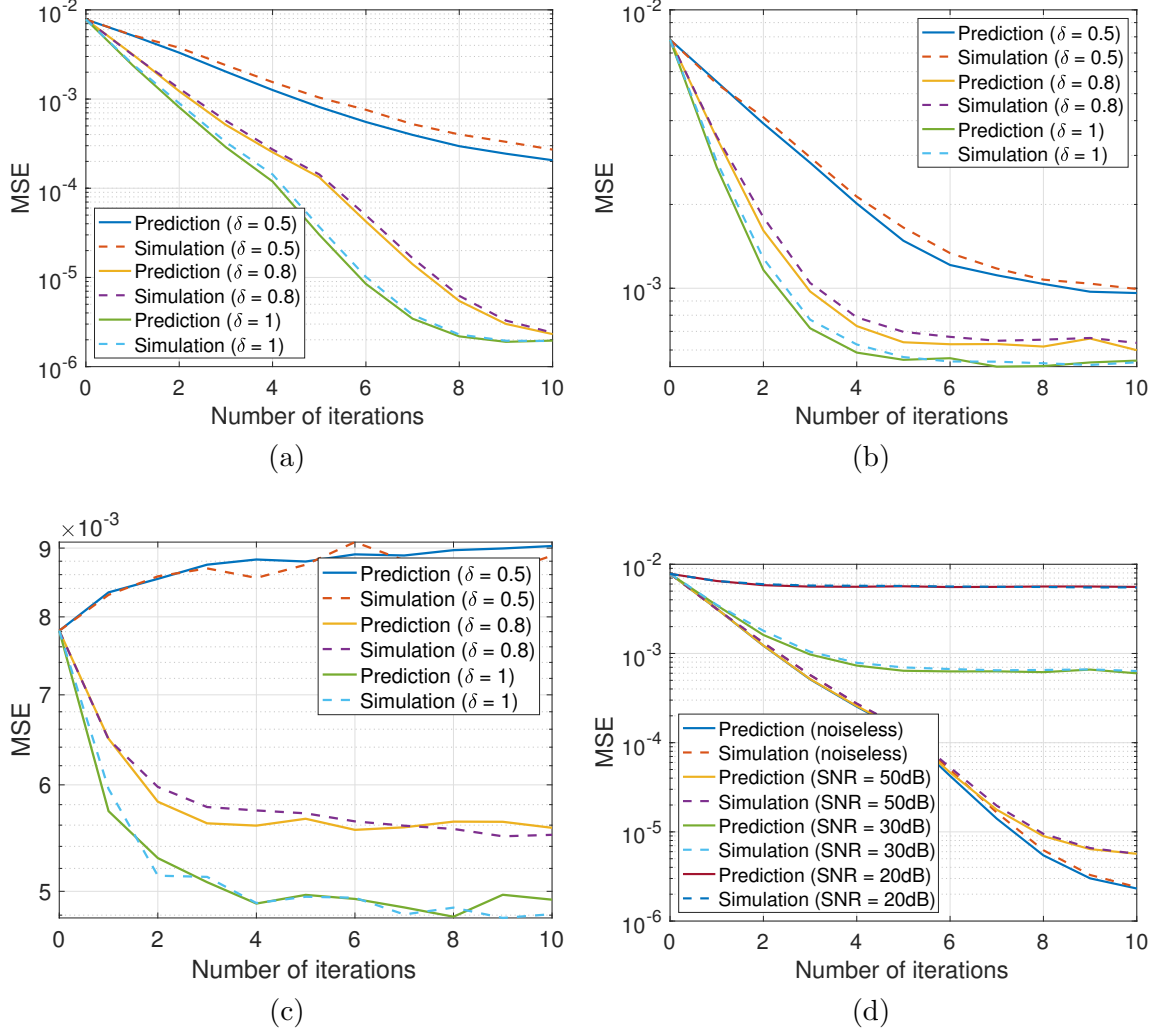 10^{-2}
10^{-3}
10^{-4}
10^{-5}
10^{-6}
MSE
0 2 4 6 8 10
Number of iterations
Prediction (δ = 0.5)
Simulation (δ = 0.5)
Prediction (δ = 0.8)
Simulation (δ = 0.8)
Prediction (δ = 1)
Simulation (δ = 1)
(a)
10^{-2}
10^{-3}
MSE
0 2 4 6 8 10
Number of iterations
Prediction (δ = 0.5)
Simulation (δ = 0.5)
Prediction (δ = 0.8)
Simulation (δ = 0.8)
Prediction (δ = 1)
Simulation (δ = 1)
(b)
×10^{-3}
9
8
7
6
5
MSE
0 2 4 6 8 10
Number of iterations
Prediction (δ = 0.5)
Simulation (δ = 0.5)
Prediction (δ = 0.8)
Simulation (δ = 0.8)
Prediction (δ = 1)
Simulation (δ = 1)
(c)
10^{-2}
10^{-3}
10^{-4}
10^{-5}
10^{-6}
MSE
0 2 4 6 8 10
Number of iterations
Prediction (noiseless)
Simulation (noiseless)
Prediction (SNR = 50dB)
Simulation (SNR = 50dB)
Prediction (SNR = 30dB)
Simulation (SNR = 30dB)
Prediction (SNR = 20dB)
Simulation (SNR = 20dB)
(d)